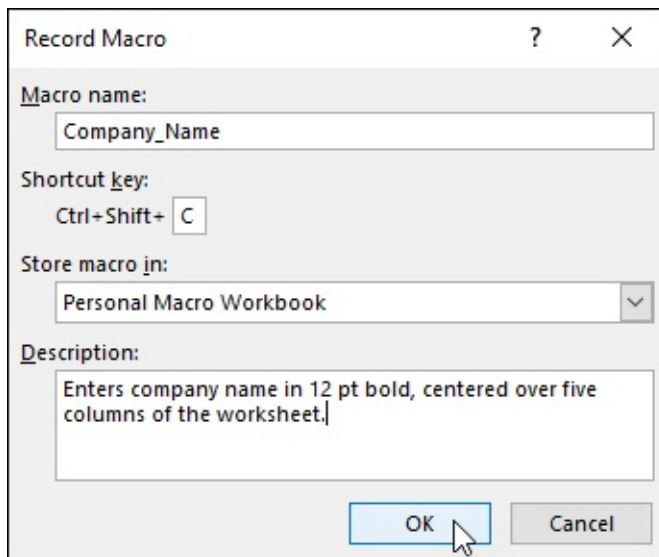 Record Macro ?
Macro name:
Company_Name
Shortcut key:
Ctrl+Shift+ C
Store macro in:
Personal Macro Workbook
Description:
Enters company name in 12 pt bold, centered over five
columns of the worksheet.
OK Cancel